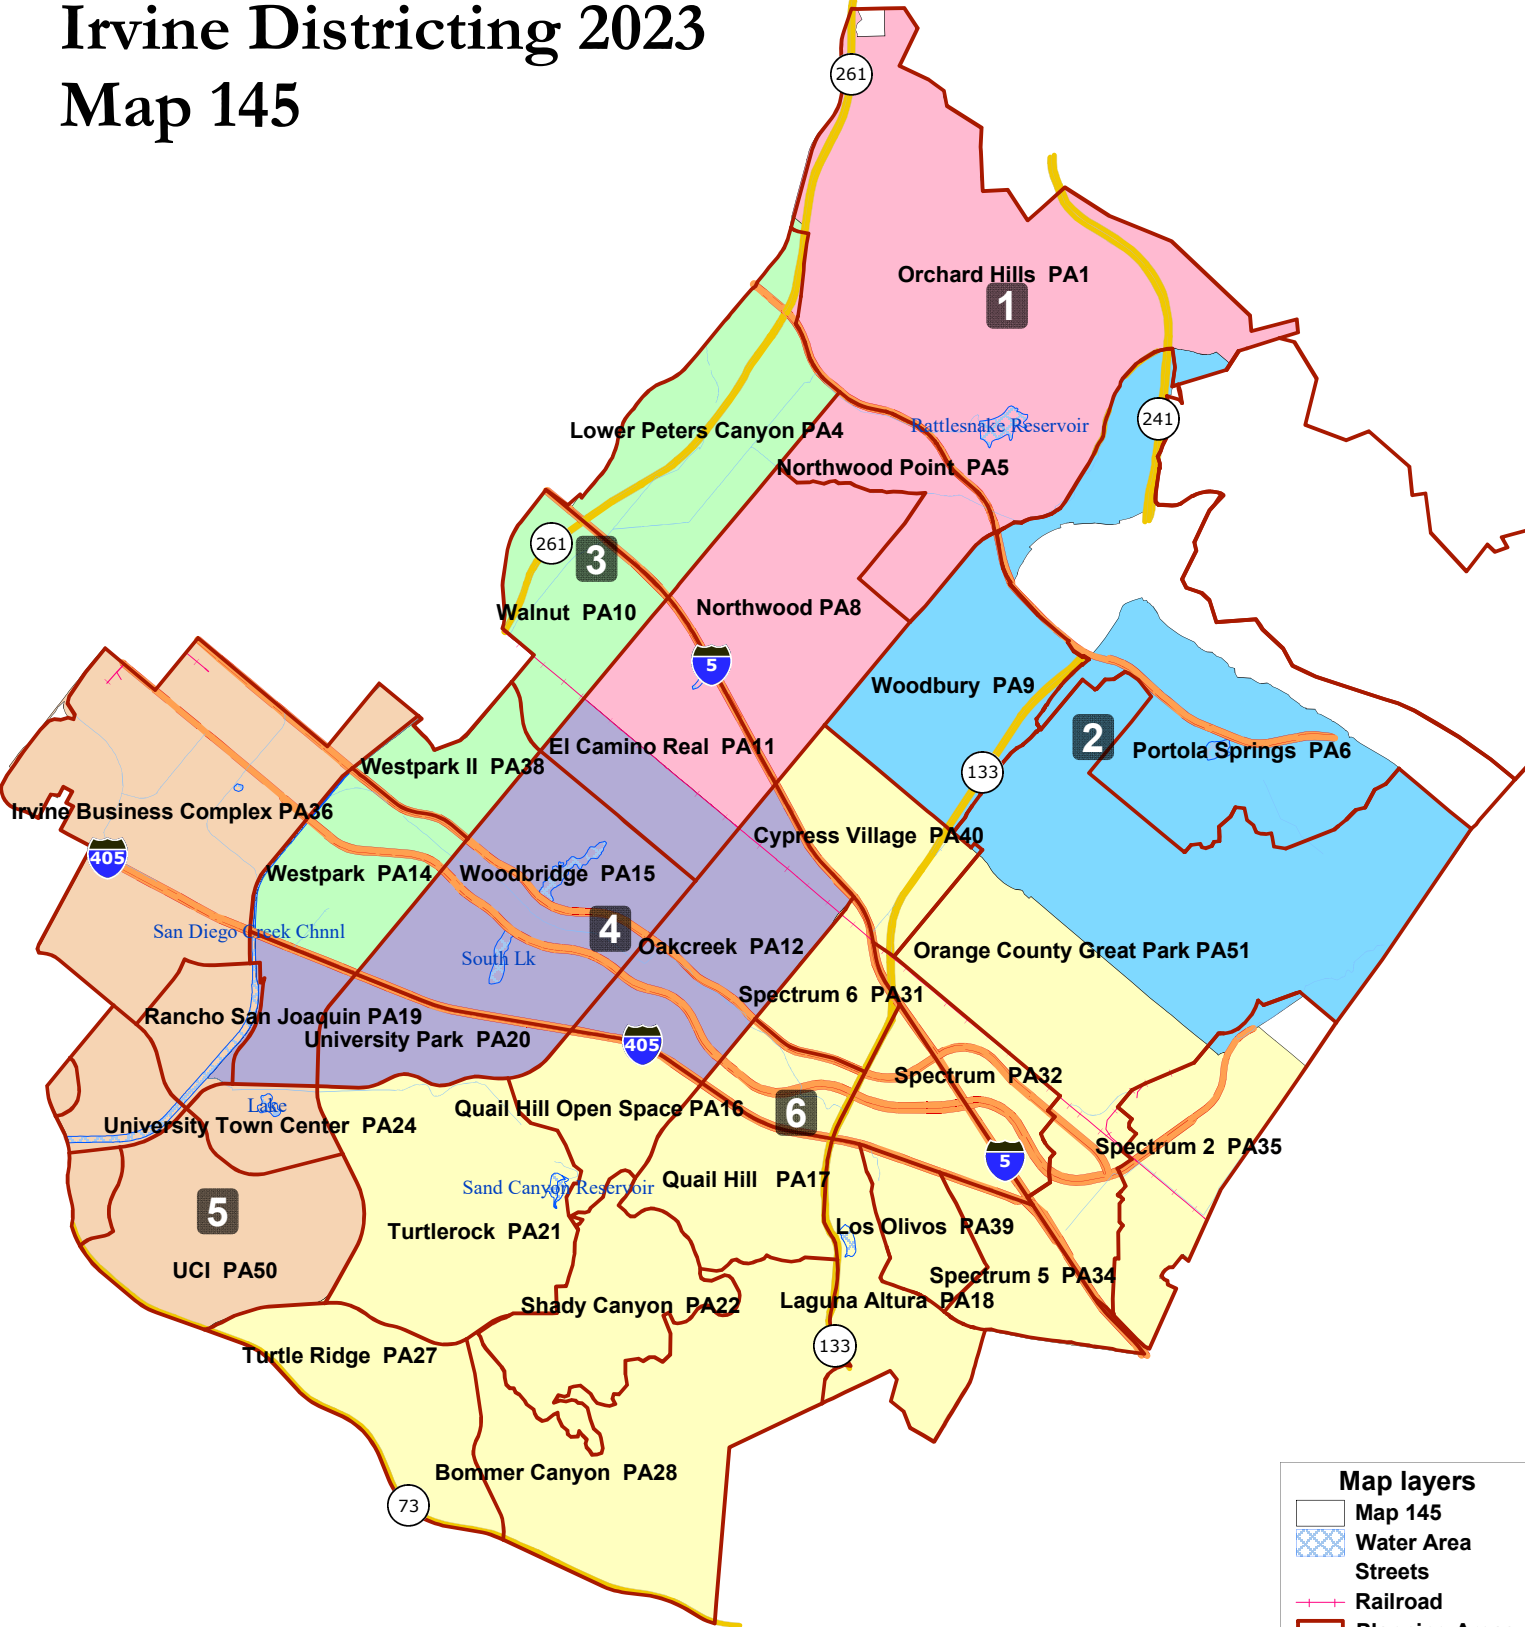 Irvine Districting 2023
Map 145
261
Orchard Hills PA1
1
241
Rattlesnake Reservoir
Lower Peters Canyon PA4
Northwood Point PA5
261
3
Walnut PA10
Northwood PA8
5
Woodbury PA9
2
Portola Springs PA6
El Camino Real PA11
Westpark II PA38
133
Irvine Business Complex PA36
Cypress Village PA40
405
Westpark PA14
Woodbridge PA15
4
San Diego Creek Chnnl
South Lk
Oakcreek PA12
Orange County Great Park PA51
Spectrum 6 PA31
Rancho San Joaquin PA19
University Park PA20
405
Spectrum PA32
Lake
Quail Hill Open Space PA16
6
University Town Center PA24
Spectrum 2 PA35
5
Quail Hill PA17
Sand Canyon Reservoir
5
Turtlerock PA21
Los Olivos PA39
UCI PA50
Spectrum 5 PA34
Shady Canyon PA22
Laguna Altura PA18
133
Turtle Ridge PA27
Bommer Canyon PA28
73
Map layers
Map 145
Water Area
Streets
Railroad